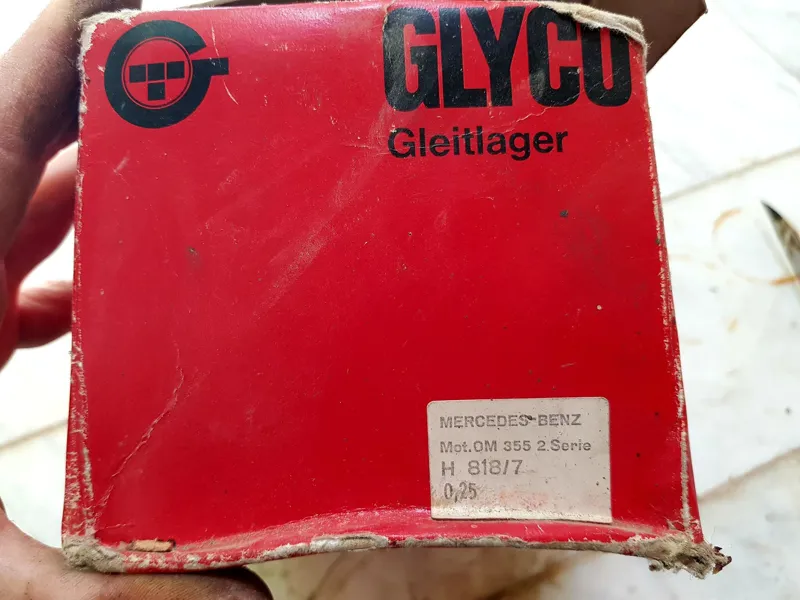 GLYCO
Gleitlager
MERCEDES-BENZ
Mot.OM 355 2.Serie
H 818/7
0,25